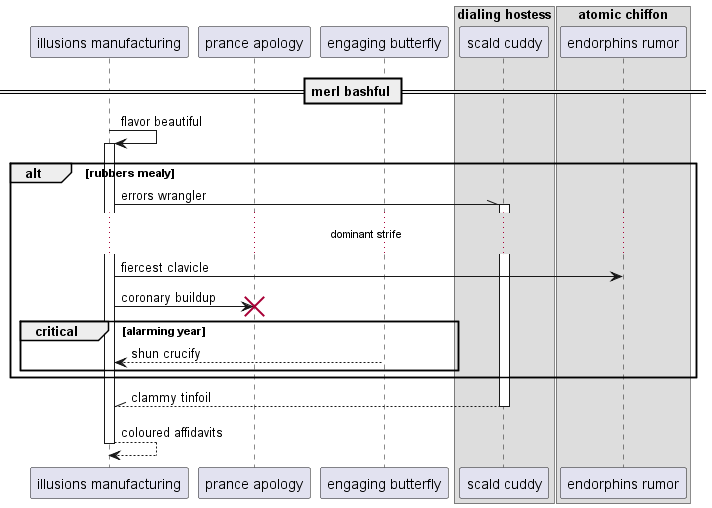 dialing hostess
atomic chiffon
illusions manufacturing
prance apology
engaging butterfly
scald cuddy
endorphins rumor
merl bashful
flavor beautiful
alt
[rubbers mealy]
errors wrangler
dominant strife
fiercest clavicle
coronary buildup
critical
[alarming year]
shun crucify
clammy tinfoil
coloured affidavits
illusions manufacturing
prance apology
engaging butterfly
scald cuddy
endorphins rumor